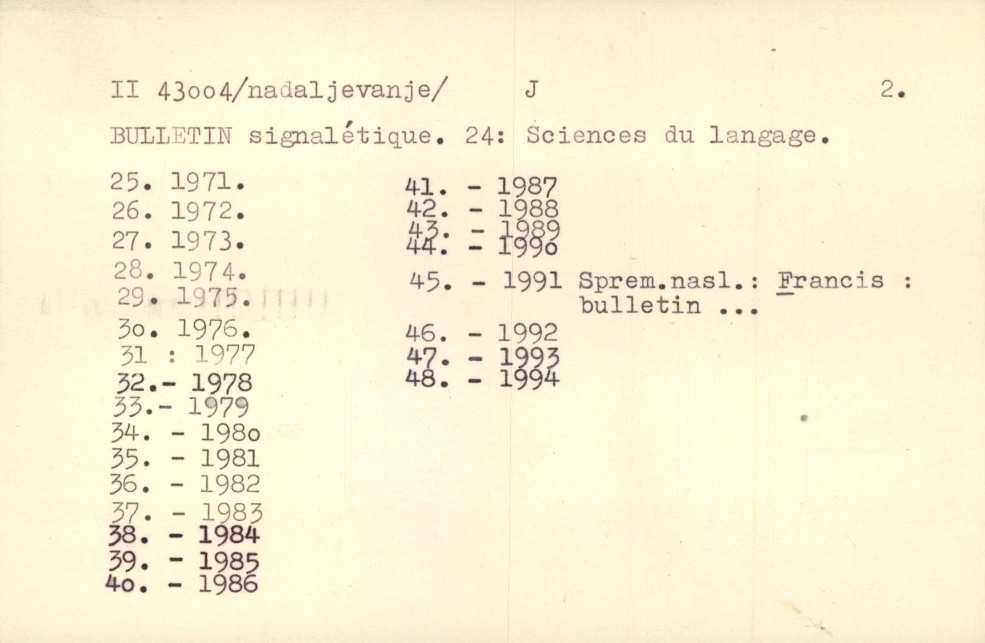 II 43oo4/nadaljevanje/ J 2.
BULLETIN signalétique. 24: Sciences du langage.
25. 1971.
26. 1972.
27. 1973.
28. 1974.
29. 1975.
3o. 1976.
31 : 1977
32.- 1978
33.- 1979
34. - 198o
35. - 1981
36. - 1982
37. - 1983
38. - 1984
39. - 1985
4o. - 1986
41. - 1987
42. - 1988
43. - 1989
44. - 199o
45. - 1991 Sprem.nasl.: Francis :
bulletin ...
46. - 1992
47. - 1993
48. - 1994